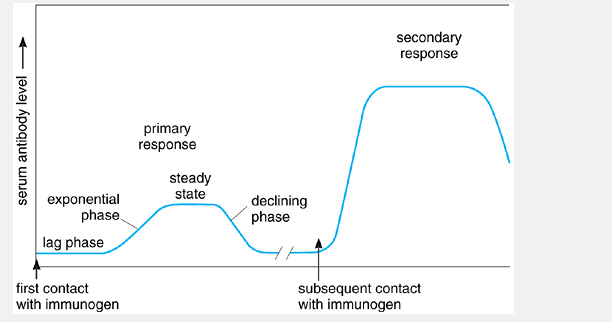 secondary
response
serum antibody level
primary
response
steady
state
exponential
phase
declining
phase
lag phase
first contact
with immunogen
subsequent contact
with immunogen